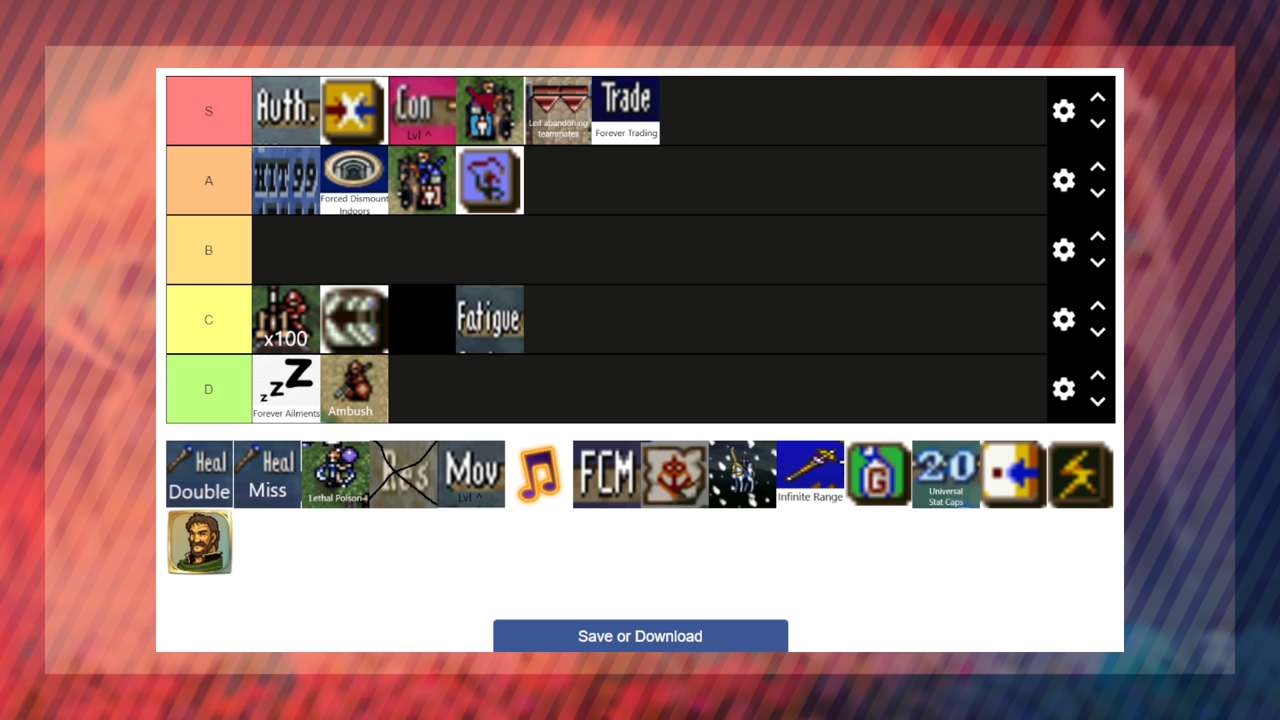 S
Auth.
Con
Lvl ^
Leif abandoning
teammates
Trade
Forever Trading
A
HIT 99
Forced Dismount
Indoors
B
C
x100
Fatigue
D
zzZ
Forever Ailments
Ambush
Heal
Double
Heal
Miss
Lethal Poison
Mov
Lvl ^
FCM
Infinite Range
G
20
Universal
Stat Caps
Save or Download